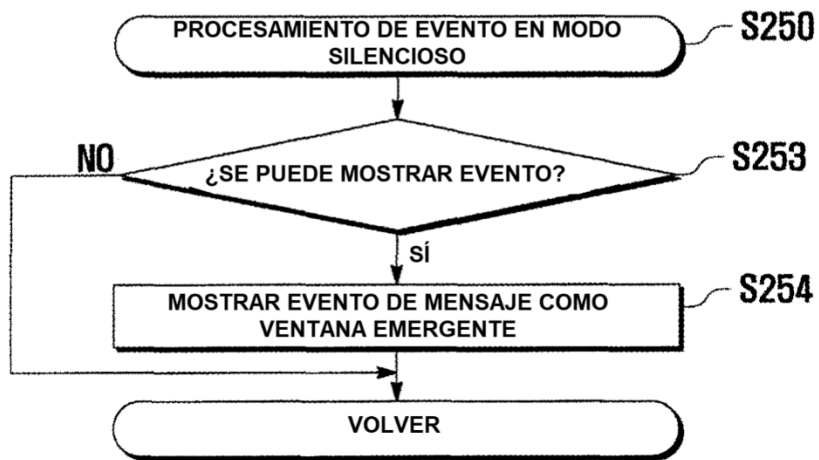 PROCESAMIENTO DE EVENTO EN MODO
SILENCIOSO
S250
NO
¿SE PUEDE MOSTRAR EVENTO?
S253
SÍ
MOSTRAR EVENTO DE MENSAJE COMO
VENTANA EMERGENTE
S254
VOLVER